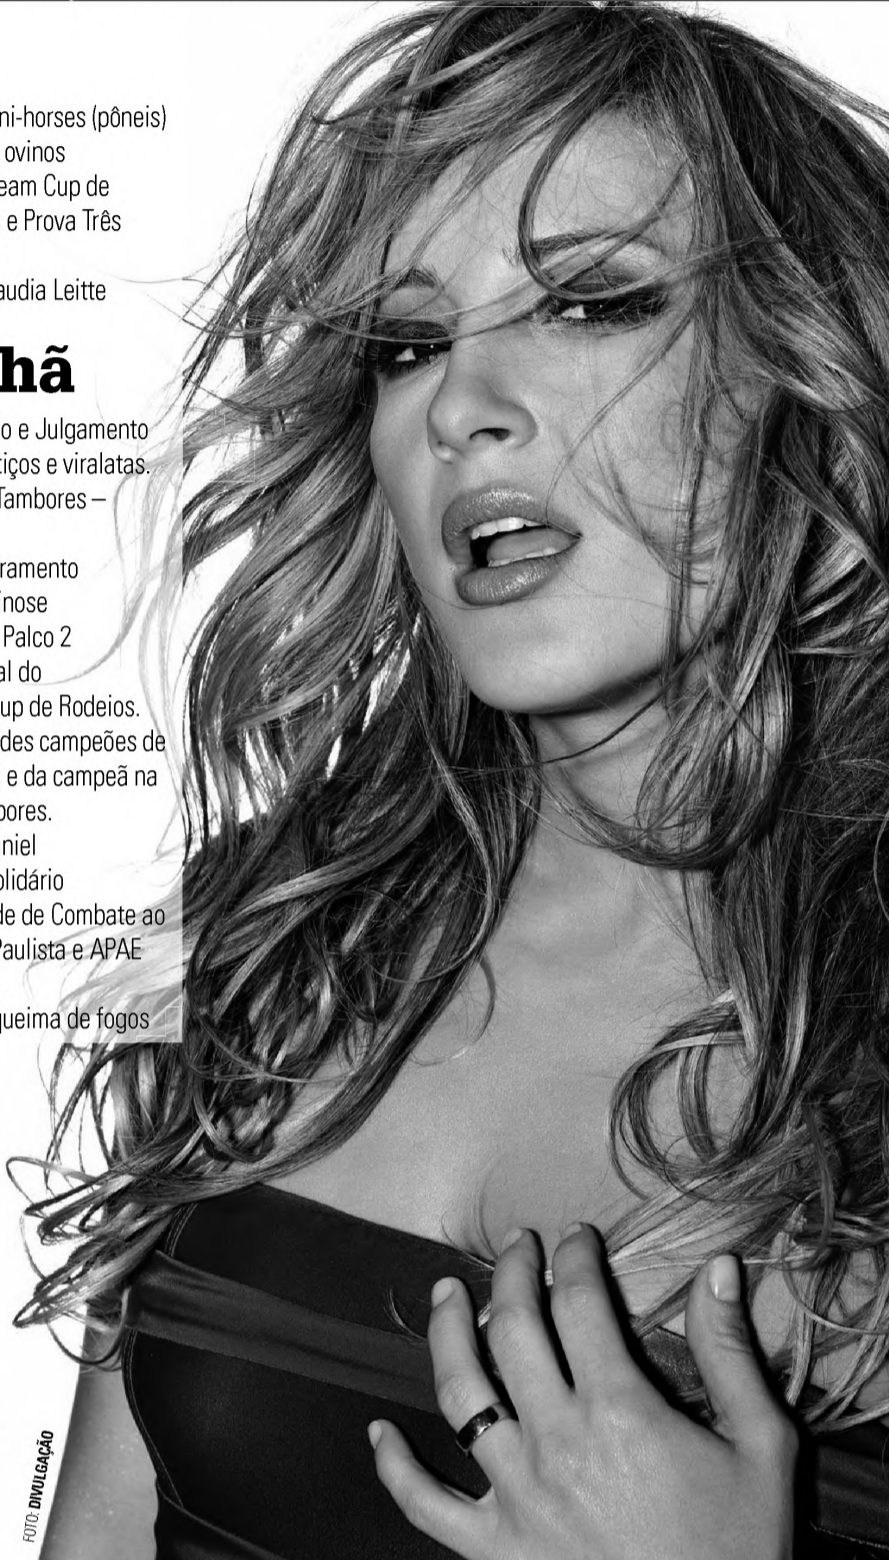 ni-horses (pôneis)
ovinos
eam Cup de
e Prova Três
audia Leitte
hã
o e Julgamento
tiços e viralatas.
Tambores –
ramento
inose
Palco 2
al do
up de Rodeios.
des campeões de
e da campeã na
bores.
niel
olidário
de de Combate ao
Paulista e APAE
queima de fogos
FOTO: DIVULGAÇÃO